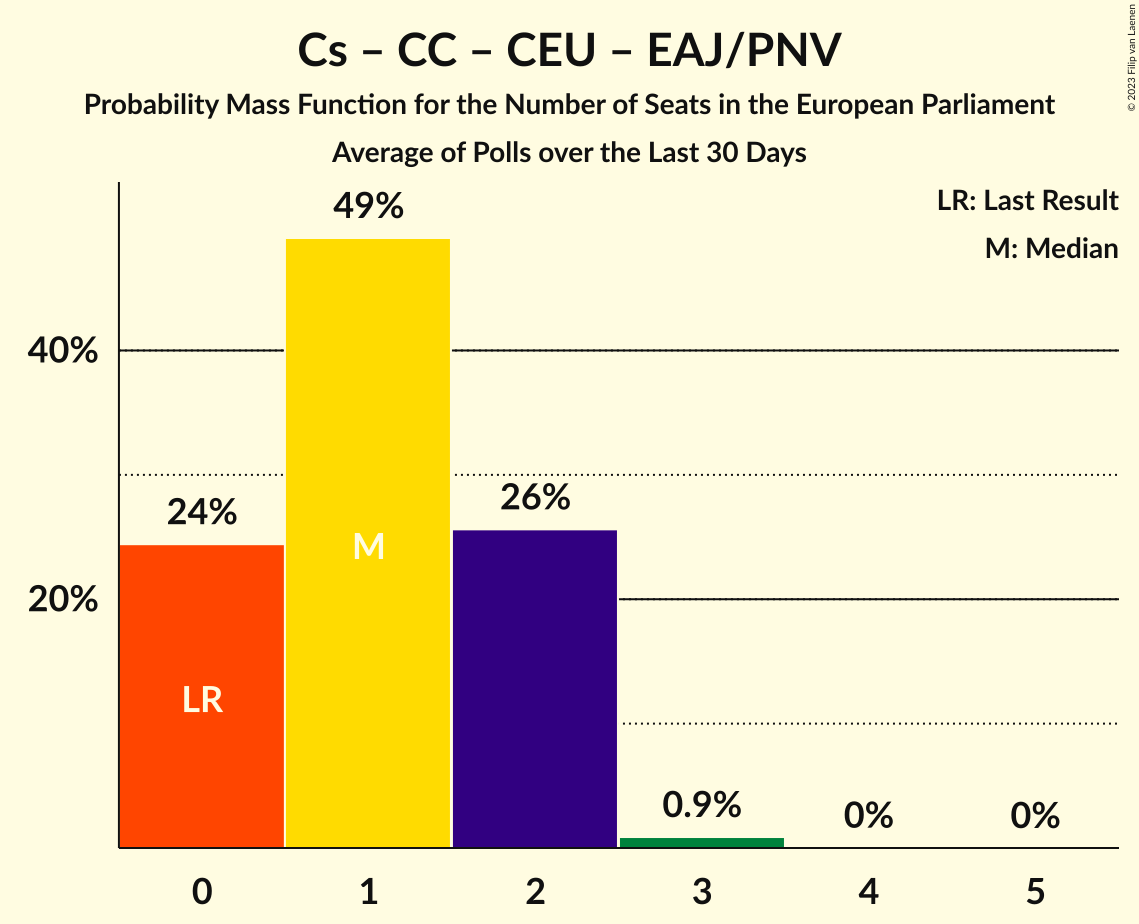 Cs – CC – CEU – EAJ/PNV
Probability Mass Function for the Number of Seats in the European Parliament
Average of Polls over the Last 30 Days
© 2023 Filip van Laenen
LR: Last Result
M: Median
49%
40%
26%
24%
M
20%
LR
0.9%
0%
0%
0
1
2
3
4
5